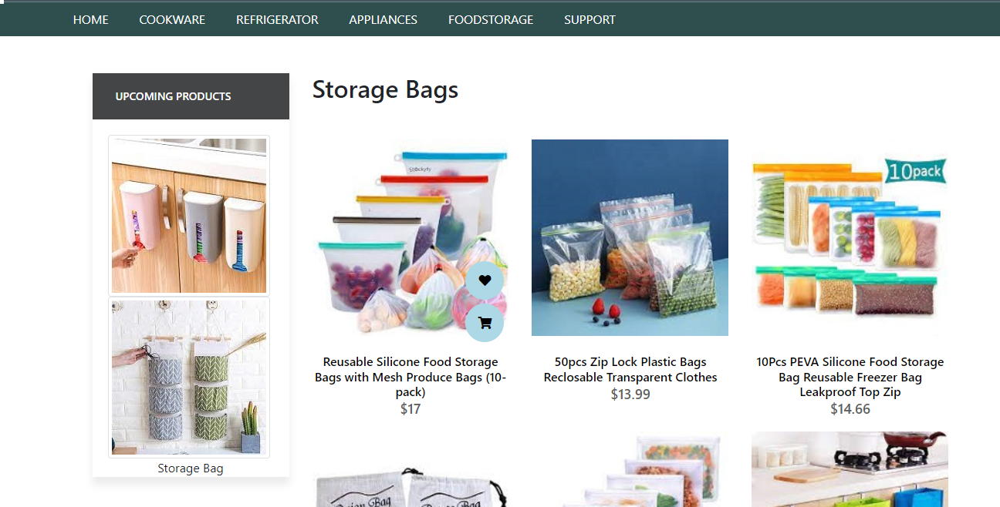 HOME COOKWARE REFRIGERATOR APPLIANCES FOODSTORAGE SUPPORT
UPCOMING PRODUCTS
Storage Bag
Storage Bags
10pack
Reusable Silicone Food Storage
Bags with Mesh Produce Bags (10-
pack)
$17
50pcs Zip Lock Plastic Bags
Reclosable Transparent Clothes
$13.99
10Pcs PEVA Silicone Food Storage
Bag Reusable Freezer Bag
Leakproof Top Zip
$14.66